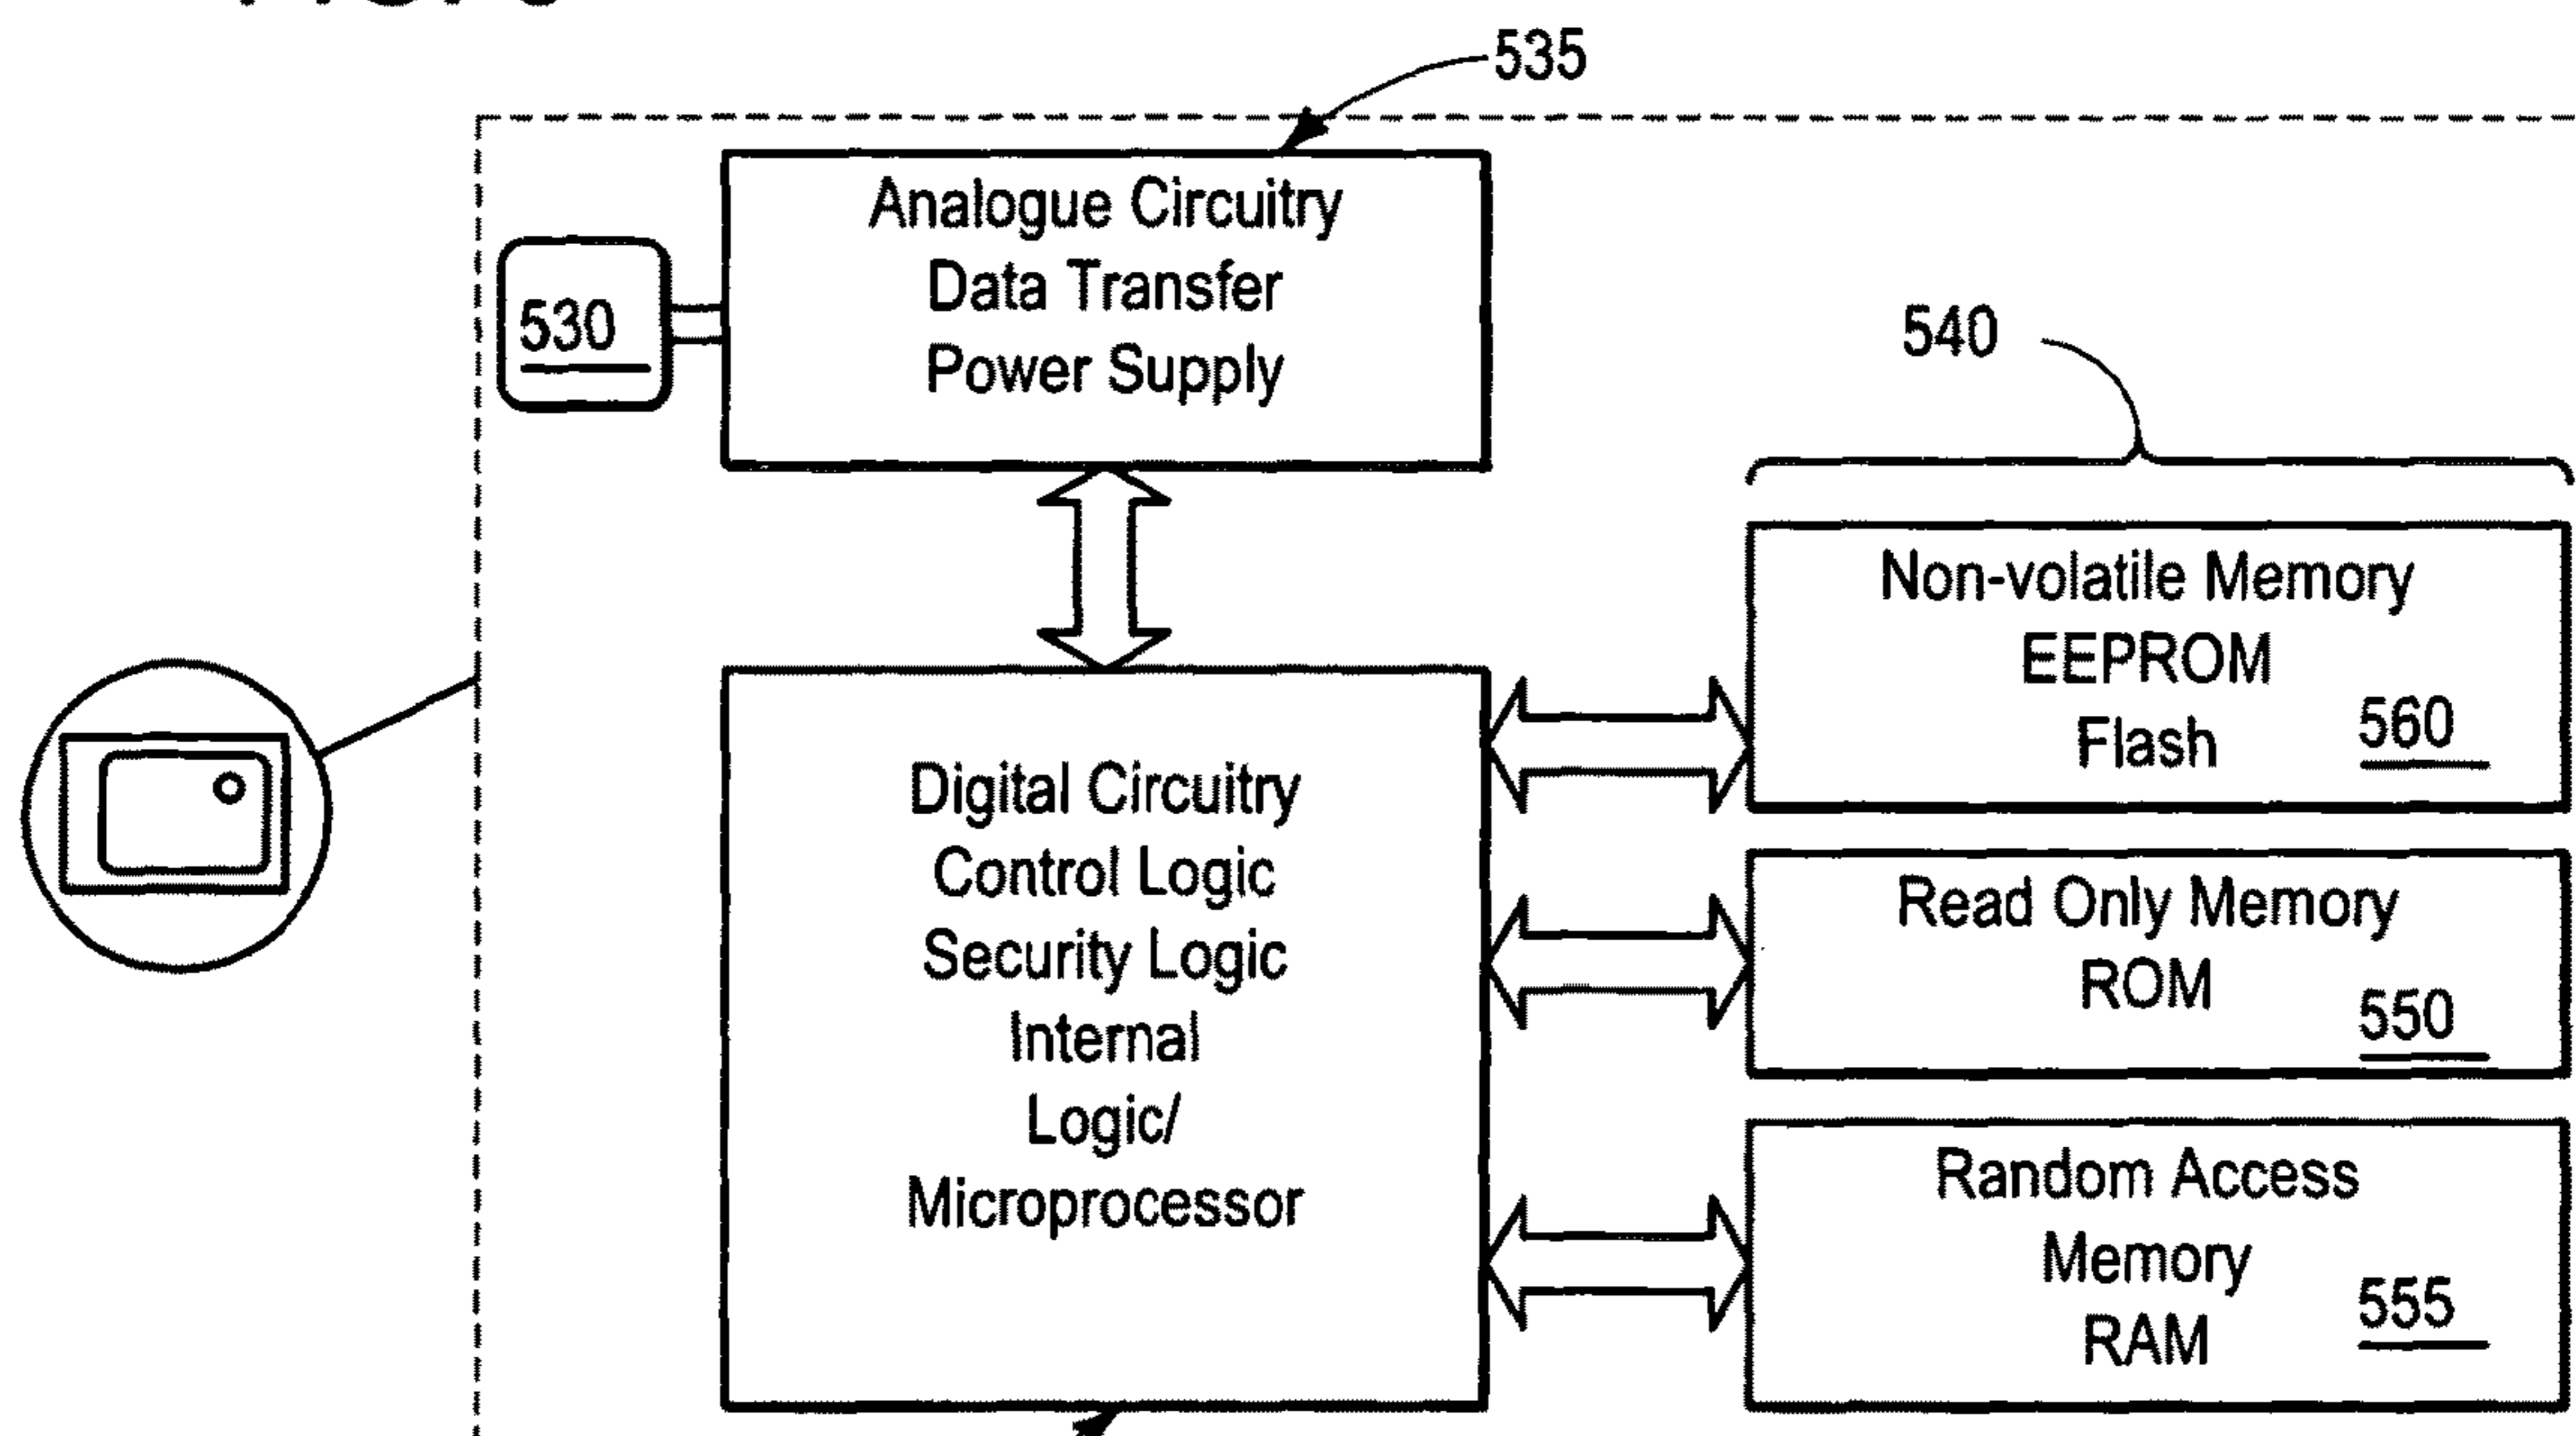 535
Analogue Circuitry
Data Transfer
Power Supply
530
540
Non-volatile Memory
EEPROM
Flash
560
Digital Circuitry
Control Logic
Security Logic
Internal
Logic/
Microprocessor
Read Only Memory
ROM
550
Random Access
Memory
RAM
555